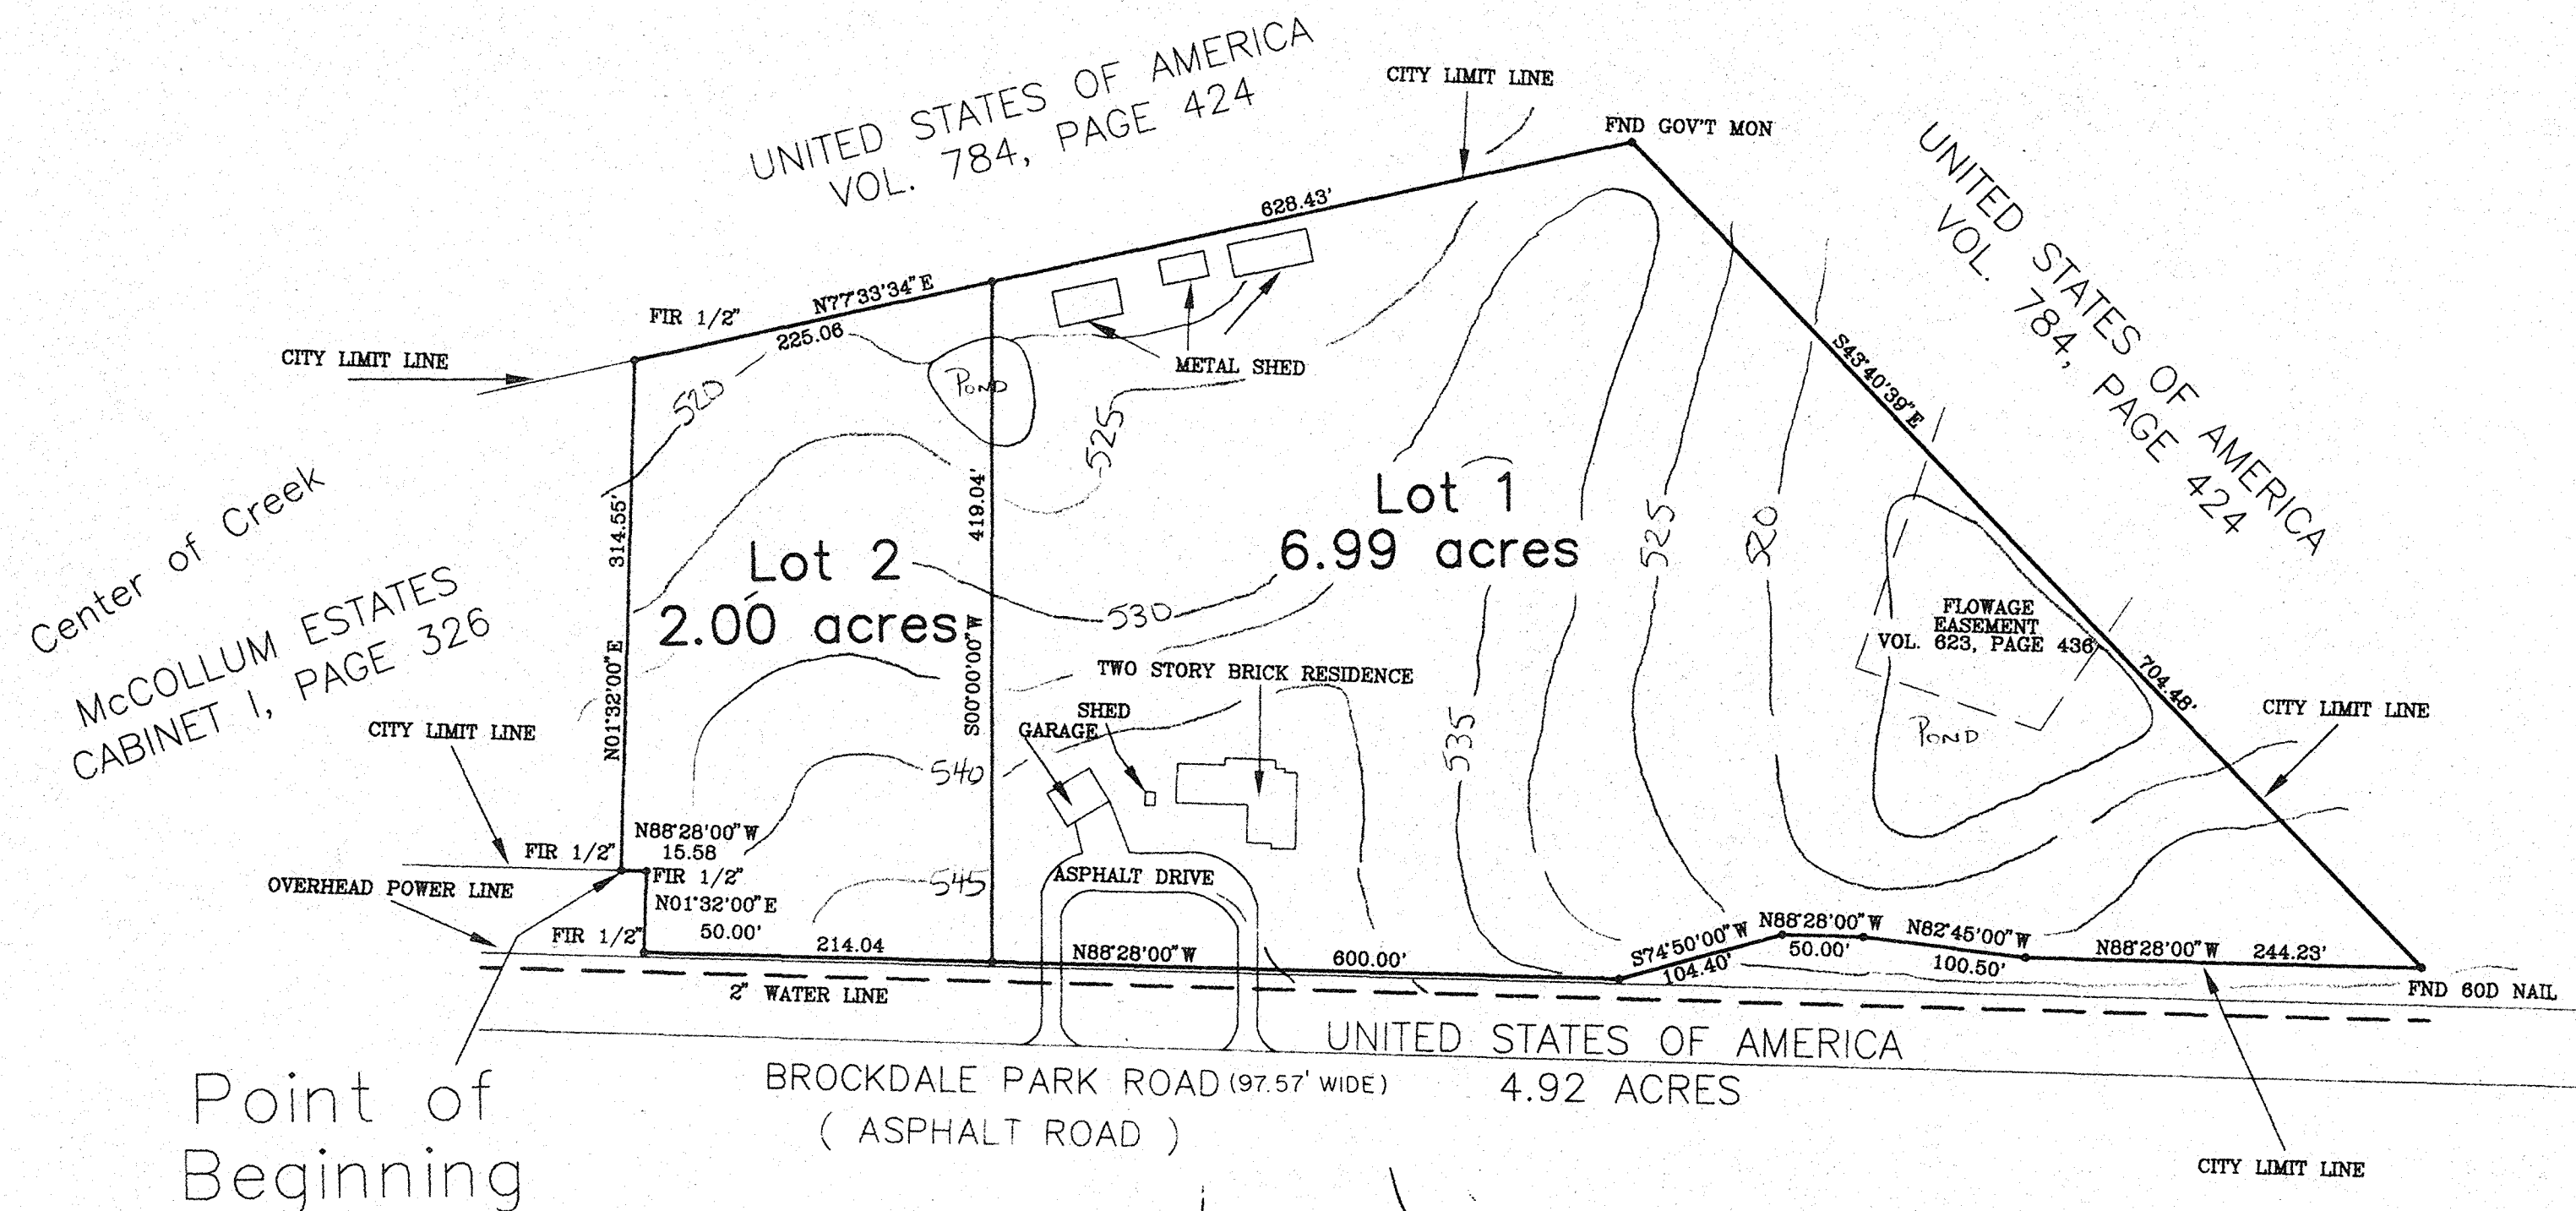 UNITED STATES OF AMERICA
VOL. 784, PAGE 424
CITY LIMIT LINE
FND GOV'T MON
UNITED STATES OF AMERICA
VOL. 784, PAGE 424
628.43'
FIR 1/2"
N77°33'34"E
225.06
CITY LIMIT LINE
METAL SHED
POND
520
525
S43°40'39"E
Center of Creek
McCOLLUM ESTATES
CABINET I, PAGE 326
314.55'
N01°32'00"E
419.04'
S00°00'00"W
Lot 2
2.00 acres
Lot 1
6.99 acres
530
525
520
535
FLOWAGE
EASEMENT
VOL. 623, PAGE 436
704.48'
POND
CITY LIMIT LINE
TWO STORY BRICK RESIDENCE
SHED
GARAGE
CITY LIMIT LINE
540
545
N88°28'00"W
15.58
FIR 1/2"
FIR 1/2"
OVERHEAD POWER LINE
N01°32'00"E
50.00'
FIR 1/2"
214.04
ASPHALT DRIVE
N88°28'00"W
600.00'
S74°50'00"W
104.40'
N88°28'00"W
50.00'
N82°45'00"W
100.50'
N88°28'00"W 244.23'
FND 60D NAIL
2" WATER LINE
UNITED STATES OF AMERICA
4.92 ACRES
BROCKDALE PARK ROAD (97.57' WIDE)
( ASPHALT ROAD )
Point of
Beginning
CITY LIMIT LINE